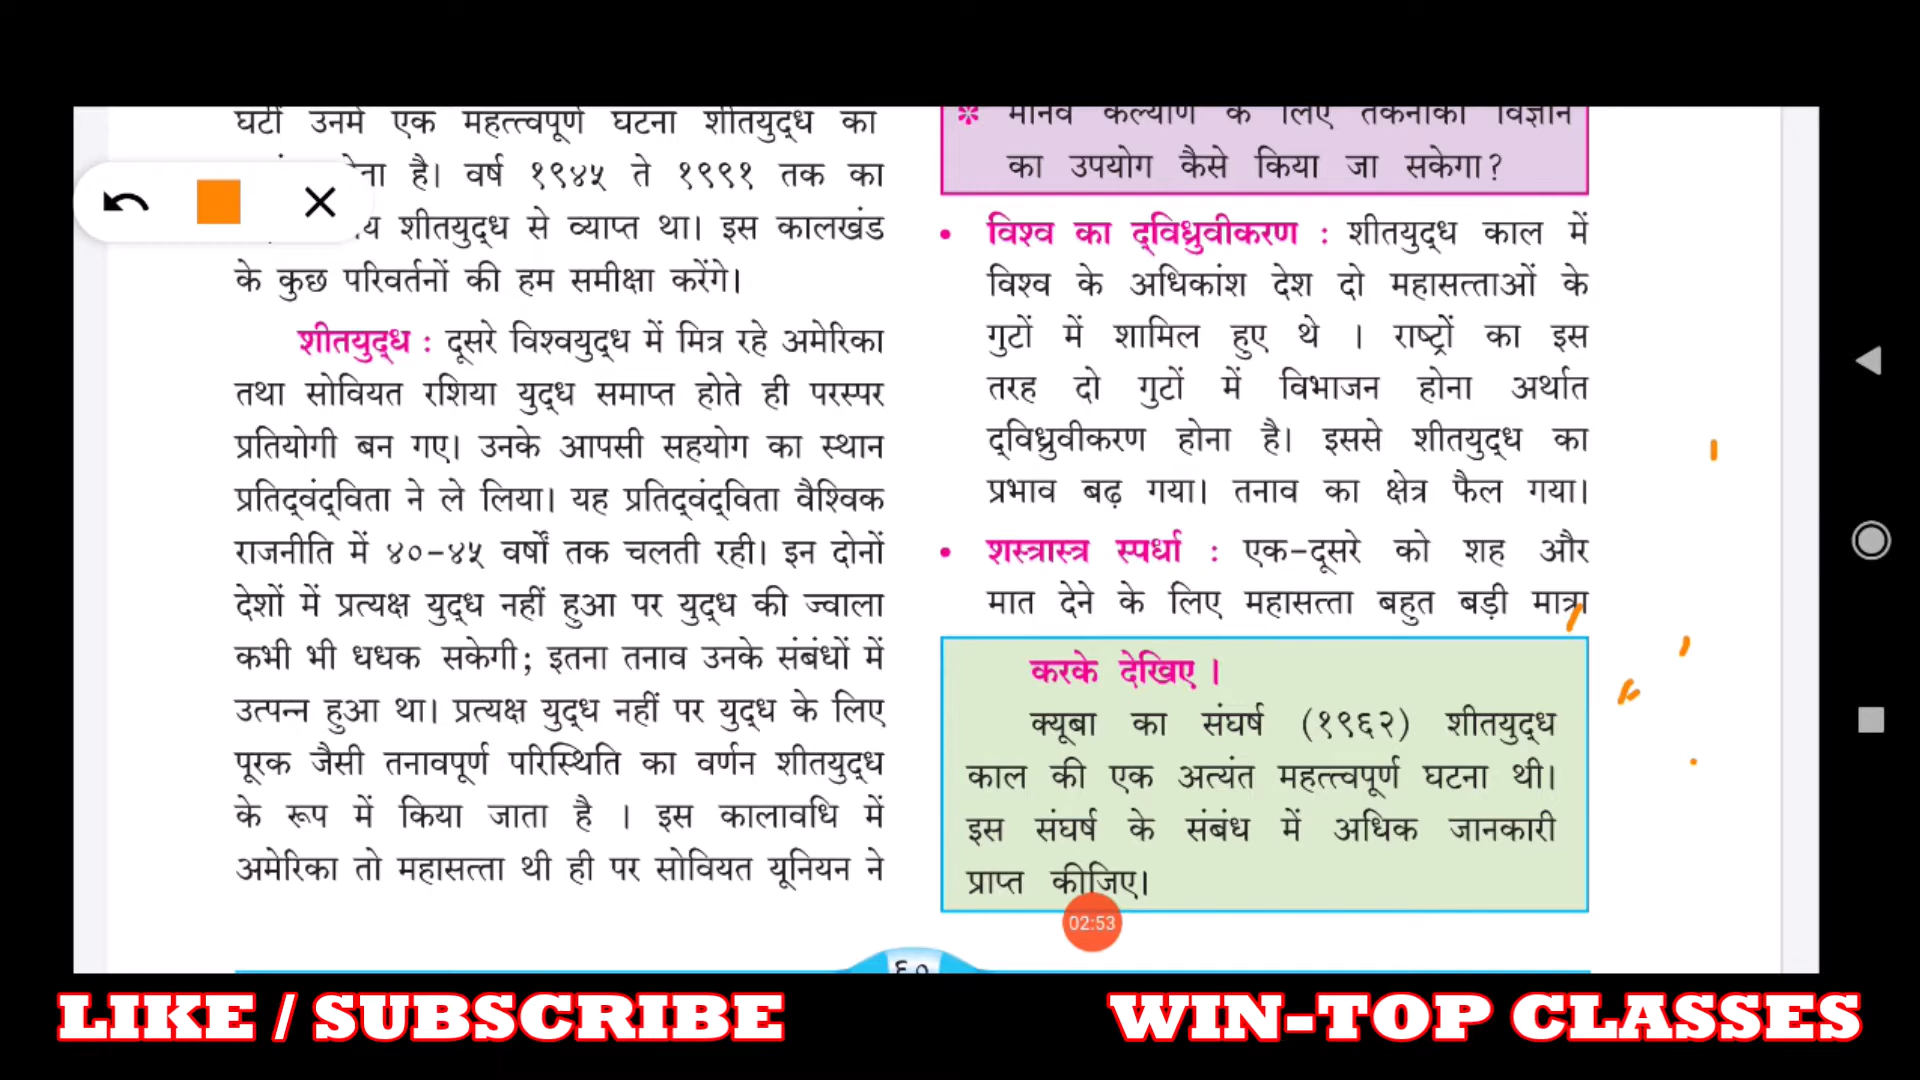 घटीं उनमें एक महत्त्वपूर्ण घटना शीतयुद्ध का
होना है। वर्ष १९४५ ते १९९१ तक का
शीतयुद्ध से व्याप्त था। इस कालखंड
के कुछ परिवर्तनों की हम समीक्षा करेंगे।
शीतयुद्ध : दूसरे विश्वयुद्ध में मित्र रहे अमेरिका
तथा सोवियत रशिया युद्ध समाप्त होते ही परस्पर
प्रतियोगी बन गए। उनके आपसी सहयोग का स्थान
प्रतिद्वंद्विता ने ले लिया। यह प्रतिद्वंद्विता वैश्विक
राजनीति में ४०-४५ वर्षों तक चलती रही। इन दोनों
देशों में प्रत्यक्ष युद्ध नहीं हुआ पर युद्ध की ज्वाला
कभी भी धधक सकेगी; इतना तनाव उनके संबंधों में
उत्पन्न हुआ था। प्रत्यक्ष युद्ध नहीं पर युद्ध के लिए
पूरक जैसी तनावपूर्ण परिस्थिति का वर्णन शीतयुद्ध
के रूप में किया जाता है । इस कालावधि में
अमेरिका तो महासत्ता थी ही पर सोवियत यूनियन ने
* मानव कल्याण के लिए तकनीकी विज्ञान
का उपयोग कैसे किया जा सकेगा?
• विश्व का द्विध्रुवीकरण : शीतयुद्ध काल में
विश्व के अधिकांश देश दो महासत्ताओं के
गुटों में शामिल हुए थे । राष्ट्रों का इस
तरह दो गुटों में विभाजन होना अर्थात
द्विध्रुवीकरण होना है। इससे शीतयुद्ध का
प्रभाव बढ़ गया। तनाव का क्षेत्र फैल गया।
• शस्त्रास्त्र स्पर्धा : एक-दूसरे को शह और
मात देने के लिए महासत्ता बहुत बड़ी मात्रा
करके देखिए ।
क्यूबा का संघर्ष (१९६२) शीतयुद्ध
काल की एक अत्यंत महत्त्वपूर्ण घटना थी।
इस संघर्ष के संबंध में अधिक जानकारी
प्राप्त कीजिए।
02:53
६०
LIKE / SUBSCRIBE
WIN-TOP CLASSES